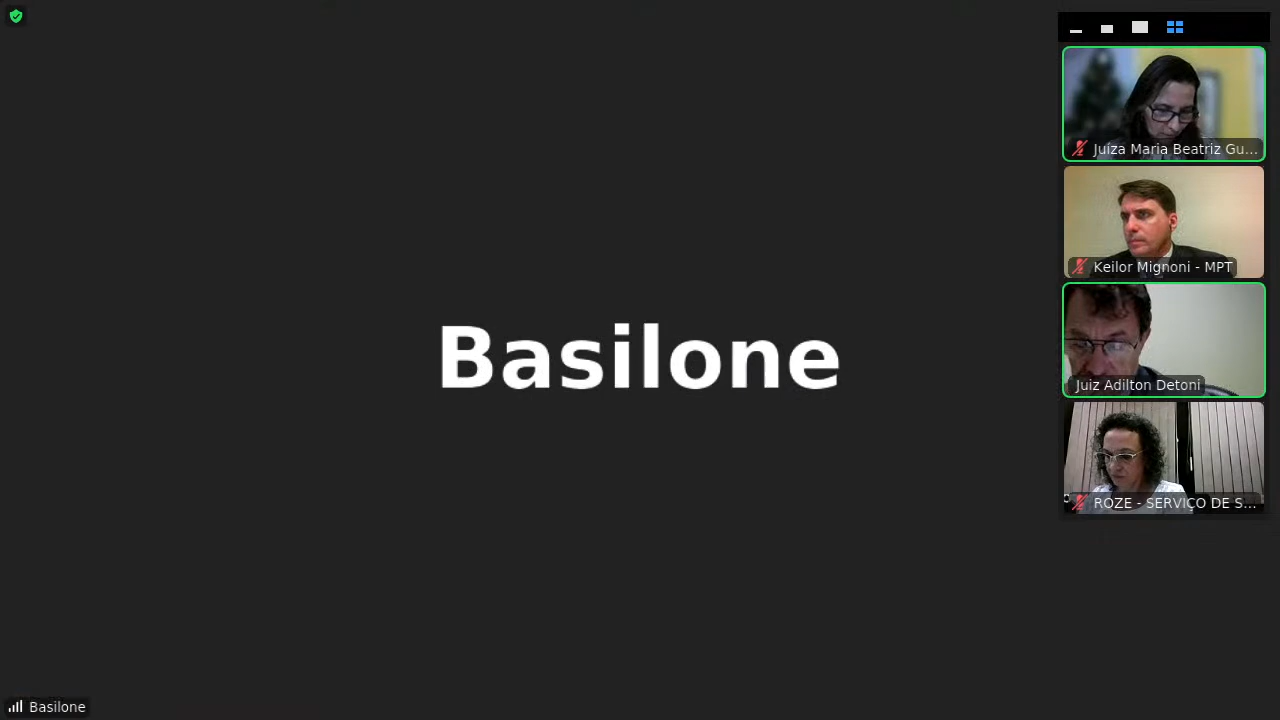 Basilone
Juíza Maria Beatriz Gu...
Keilor Mignoni - MPT
Juiz Adilton Detoni
ROZE - SERVIÇO DE S...
Basilone